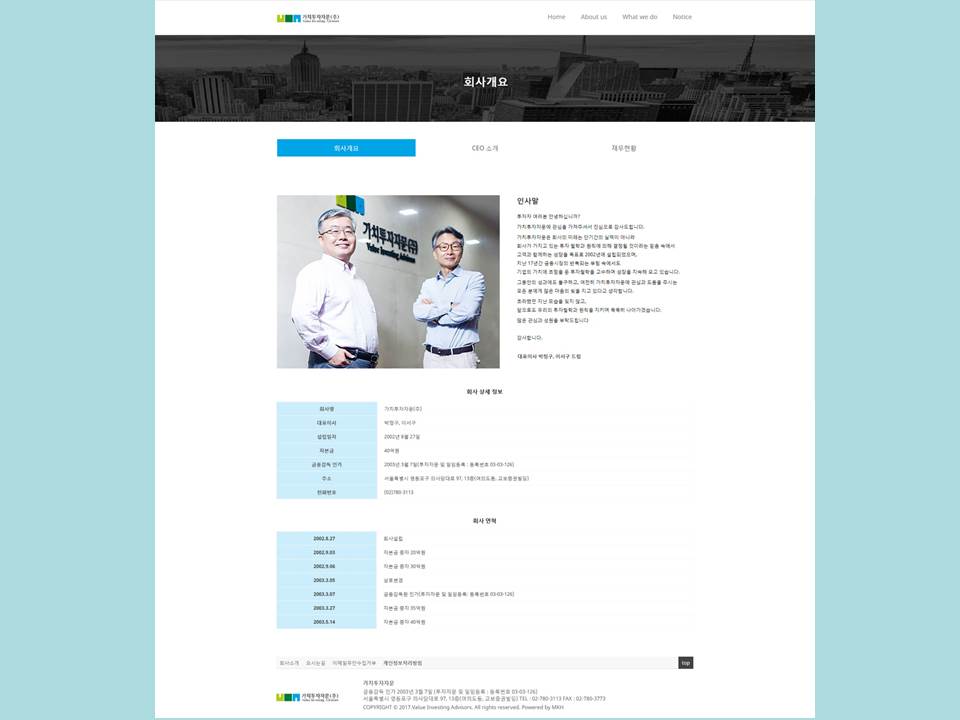 가치투자자문(주)
Value Investing Advisors
Home About us What we do Notice
회사개요
회사개요 CEO 소개 재무현황
가치투자자문(주)
Value Investing Advisors
인사말
투자자 여러분 안녕하십니까?
가치투자자문에 관심을 가져주셔서 진심으로 감사드립니다.
가치투자자문은 회사의 미래는 단기간의 실적이 아니라
회사가 가지고 있는 투자 철학과 원칙에 의해 결정될 것이라는 믿음 속에서
고객과 함께하는 성장을 목표로 2002년에 설립되었으며,
지난 17년간 금융시장의 반복되는 부침 속에서도
기업의 가치에 초점을 둔 투자철학을 고수하며 성장을 지속해 오고 있습니다.
그동안의 성과에도 불구하고, 여전히 가치투자자문에 관심과 도움을 주시는
모든 분에게 많은 마음의 빚을 지고 있다고 생각합니다.
초라했던 지난 모습을 잊지 않고,
앞으로도 우리의 투자철학과 원칙을 지키며 묵묵히 나아가겠습니다.
많은 관심과 성원을 부탁드립니다
감사합니다.
대표이사 박정구, 이서구 드림
회사 상세 정보
회사명 가치투자자문(주)
대표이사 박정구, 이서구
설립일자 2002년 8월 27일
자본금 40억원
금융감독 인가 2003년 3월 7일(투자자문 및 일임등록 : 등록번호 03-03-126)
주소 서울특별시 영등포구 의사당대로 97, 13층(여의도동, 교보증권빌딩)
전화번호 (02)780-3113
회사 연혁
2002.8.27 회사설립
2002.9.03 자본금 증자 20억원
2002.9.06 자본금 증자 30억원
2003.3.05 상호변경
2003.3.07 금융감독원 인가(투자자문 및 일임등록: 등록번호 03-03-126)
2003.3.27 자본금 증자 35억원
2003.5.14 자본금 증자 40억원
회사소개 오시는길 이메일무단수집거부 개인정보처리방침 top
가치투자자문(주)
Value Investing Advisors
가치투자자문
금융감독 인가 2003년 3월 7일 (투자자문 및 일임등록 : 등록번호 03-03-126)
서울특별시 영등포구 의사당대로 97, 13층(여의도동, 교보증권빌딩) TEL : 02-780-3113 FAX : 02-780-3773
COPYRIGHT © 2017.Value Investing Advisors. All rights reserved. Powered by MKH